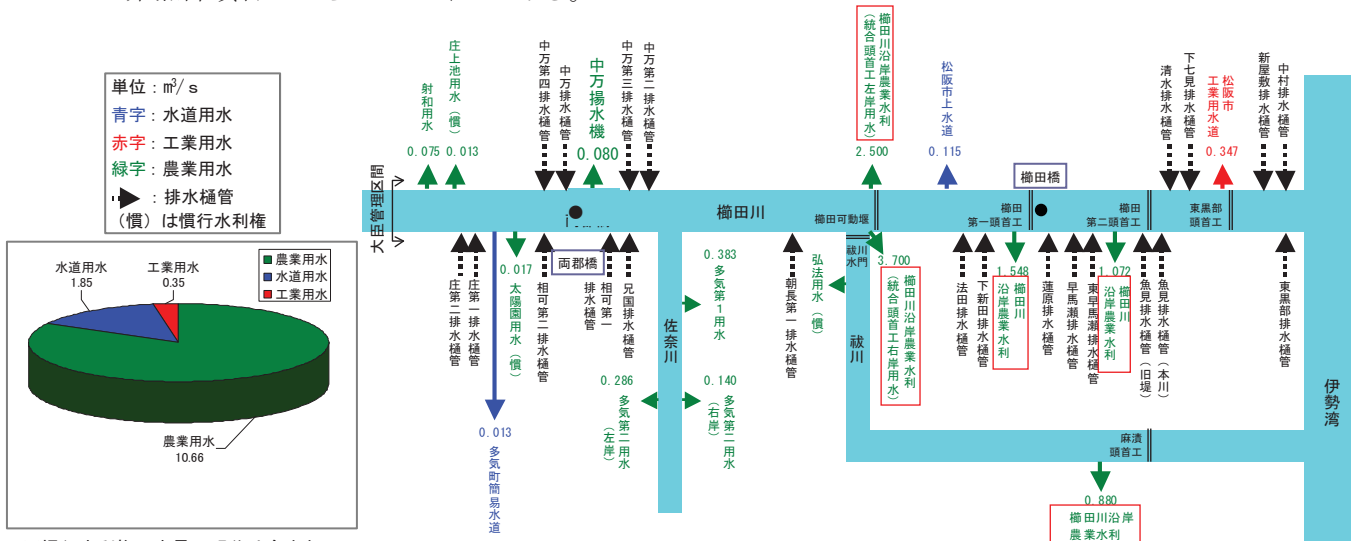 単位：m³/s
青字：水道用水
赤字：工業用水
緑字：農業用水
：排水樋管
（慣）は慣行水利権
農業用水
水道用水
工業用水
水道用水
1.85
工業用水
0.35
農業用水
10.66
大臣管理区間
射和用水
0.075
庄上池用水（慣）
0.013
中万第四排水樋管
中万排水樋管
中万揚水機
0.080
中万第三排水樋管
中万第二排水樋管
櫛田川沿岸農業水利
（統合頭首工左岸用水）
2.500
松阪市上水道
0.115
櫛田橋
清水排水樋管
下七見排水樋管
松阪市
工業用水道
0.347
新屋敷排水樋管
中村排水樋管
櫛田川
櫛田可動堰
櫛田
第一頭首工
櫛田
第二頭首工
東黒部
頭首工
庄第二排水樋管
庄第一排水樋管
0.013
多気町簡易水道
0.017
太陽園用水（慣）
相可第二排水樋管
両郡橋
相可第一
排水樋管
兄国排水樋管
佐奈川
0.383
多気第1用水
0.286
多気第二用水
（左岸）
0.140
多気第二用水
（右岸）
朝長第一排水樋管
弘法用水（慣）
祓川
水門
祓川
3.700
櫛田川沿岸農業水利
（統合頭首工右岸用水）
法田排水樋管
下新田排水樋管
1.548
櫛田川
沿岸農業水利
蓮原排水樋管
早馬瀬排水樋管
東早馬瀬排水樋管
1.072
櫛田川
沿岸農業水利
魚見排水樋管（旧堤）
魚見排水樋管（本川）
東黒部排水樋管
麻漬
頭首工
0.880
櫛田川沿岸
農業水利
伊勢湾